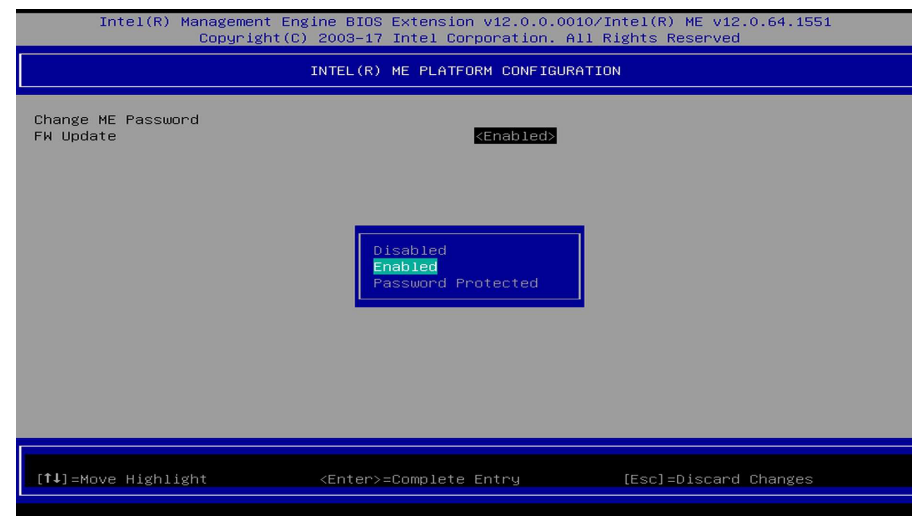 Intel(R) Management Engine BIOS Extension v12.0.0.0010/Intel(R) ME v12.0.64.1551
Copyright(C) 2003-17 Intel Corporation. All Rights Reserved
INTEL(R) ME PLATFORM CONFIGURATION
Change ME Password
FW Update <Enabled>
Disabled
Enabled
Password Protected
[↑↓]=Move Highlight <Enter>=Complete Entry [Esc]=Discard Changes